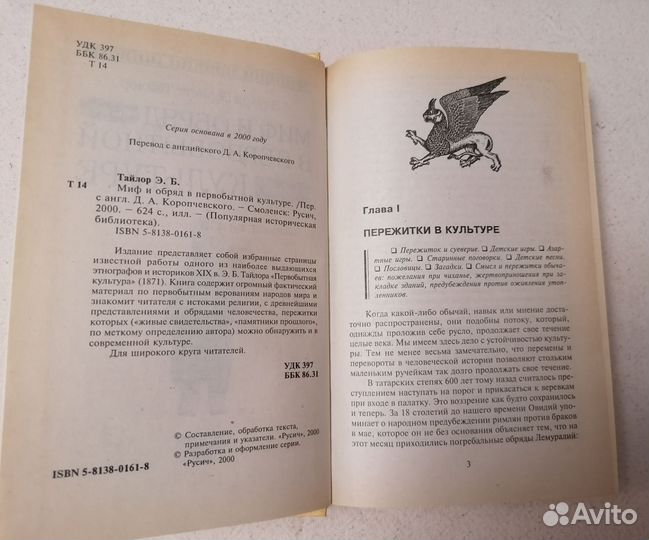 УДК 397
ББК 86.31
Т 14
Серия основана в 2000 году
Перевод с английского Д. А. Коропчевского
Тайлор Э. Б.
Т 14
Миф и обряд в первобытной культуре. /Пер.
с англ. Д. А. Коропчевского. – Смоленск: Русич,
2000. – 624 с., илл. – (Популярная историческая
библиотека).
ISBN 5-8138-0161-8
Издание представляет собой избранные страницы
известной работы одного из наиболее выдающихся
этнографов и историков XIX в. Э. Б. Тайлора «Первобытная
культура» (1871). Книга содержит огромный фактический
материал по первобытным верованиям народов мира и
знакомит читателя с истоками религии, с древнейшими
представлениями и обрядами человечества, пережитки
которых («живые свидетельства», «памятники прошлого»,
по меткому определению автора) можно обнаружить и в
современной культуре.
Для широкого круга читателей.
УДК 397
ББК 86.31
© Составление, обработка текста,
примечания и указатели. «Русич», 2000
© Разработка и оформление серии.
«Русич», 2000
ISBN 5-8138-0161-8
Глава I
ПЕРЕЖИТКИ В КУЛЬТУРЕ
❏ Пережиток и суеверие. ❏ Детские игры. ❏ Азарт-
ные игры. ❏ Старинные поговорки. ❏ Детские песни.
❏ Пословицы. ❏ Загадки. ❏ Смысл и пережитки обыча-
ев: пожелания при чиханье, жертвоприношения при за-
кладке зданий, предубеждения против оживления утоп-
ленников.
Когда какой-либо обычай, навык или мнение доста-
точно распространены, они подобны потоку, который,
однажды проложив себе русло, продолжает свое течение
целые века. Мы имеем здесь дело с устойчивостью культу-
ры. Тем не менее весьма замечательно, что перемены и
перевороты в человеческой истории позволяют стольким
маленьким ручейкам так долго продолжать свое течение.
В татарских степях 600 лет тому назад считалось пре-
ступлением наступать на порог и прикасаться к веревкам
при входе в палатку. Это воззрение как будто сохранилось
и теперь. За 18 столетий до нашего времени Овидий упо-
минает о народном предубеждении римлян против браков
в мае, которое он не без основания объясняет тем, что на
этот месяц приходились погребальные обряды Лемуралий:
3
Avito